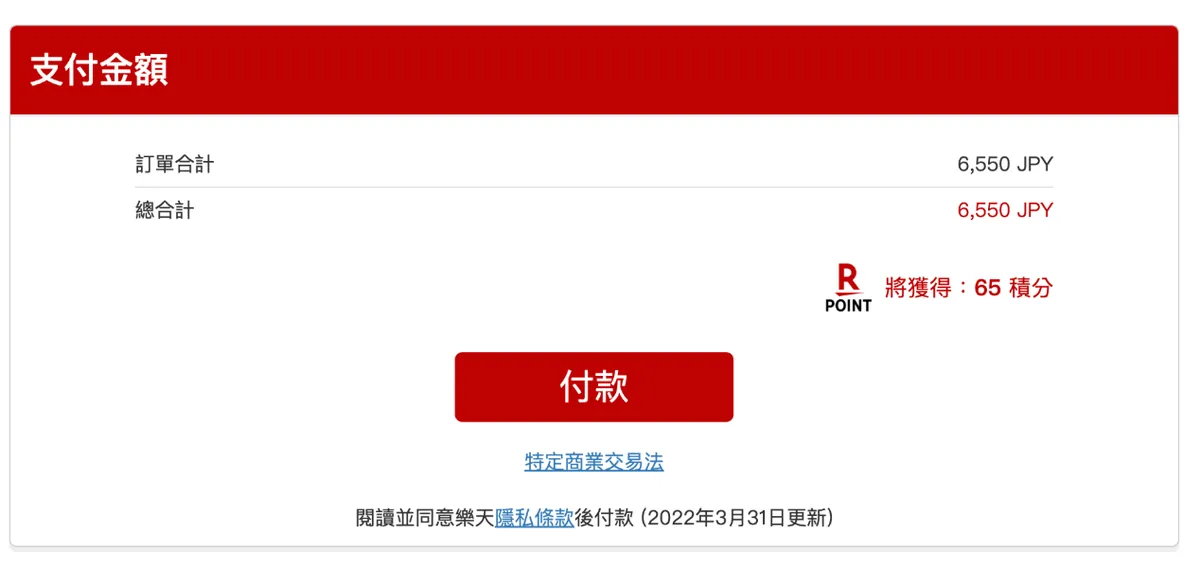 支付金額
訂單合計 6,550 JPY
總合計 6,550 JPY
R
POINT
將獲得：65 積分
付款
特定商業交易法
閱讀並同意樂天隱私條款後付款 (2022年3月31日更新)